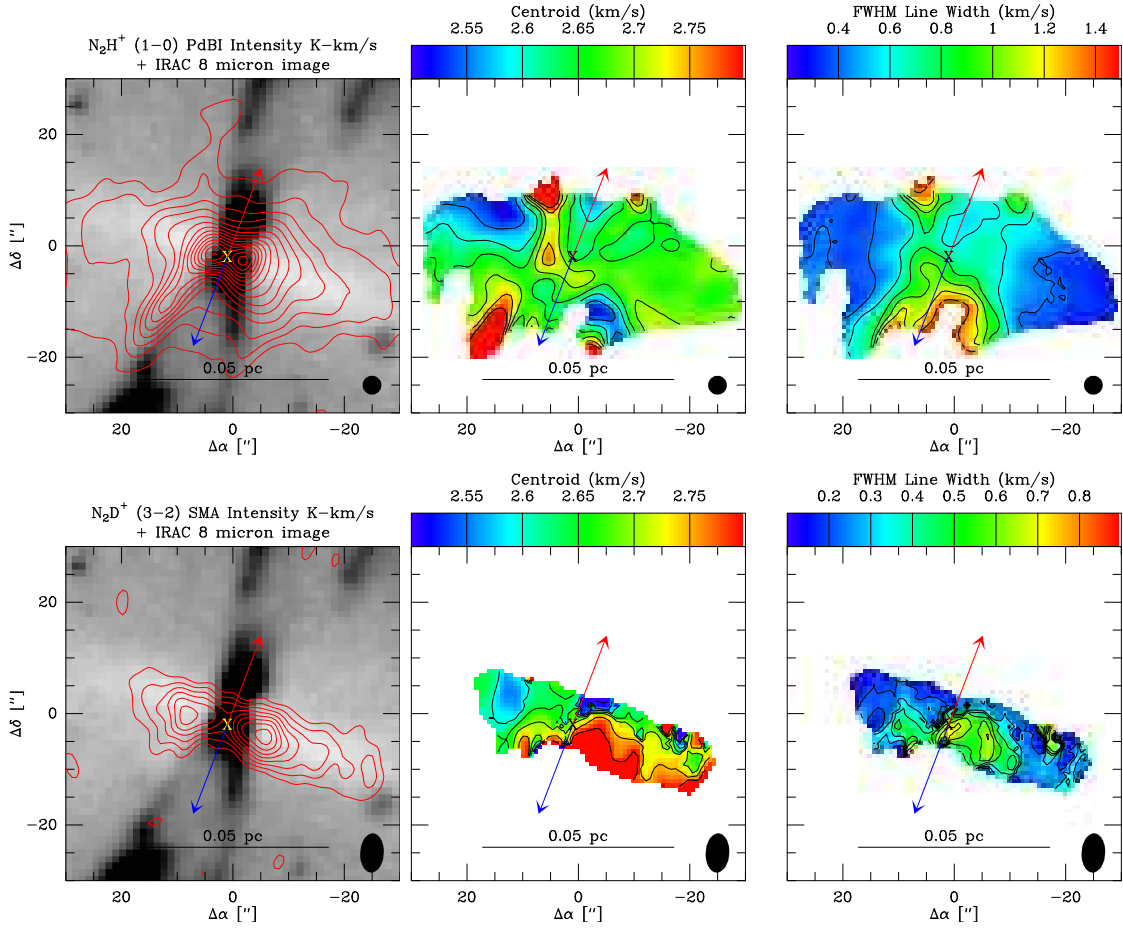 N₂H⁺ (1−0) PdBI Intensity K−km/s
+ IRAC 8 micron image
Centroid (km/s)
2.55 2.6 2.65 2.7 2.75
FWHM Line Width (km/s)
0.4 0.6 0.8 1 1.2 1.4
20
0
−20
Δδ [″]
X
X
X
0.05 pc
0.05 pc
0.05 pc
20 0 −20
20 0 −20
20 0 −20
Δα [″]
Δα [″]
Δα [″]
N₂D⁺ (3−2) SMA Intensity K−km/s
+ IRAC 8 micron image
Centroid (km/s)
2.55 2.6 2.65 2.7 2.75
FWHM Line Width (km/s)
0.2 0.3 0.4 0.5 0.6 0.7 0.8
20
0
−20
Δδ [″]
X
0.05 pc
0.05 pc
0.05 pc
20 0 −20
20 0 −20
20 0 −20
Δα [″]
Δα [″]
Δα [″]